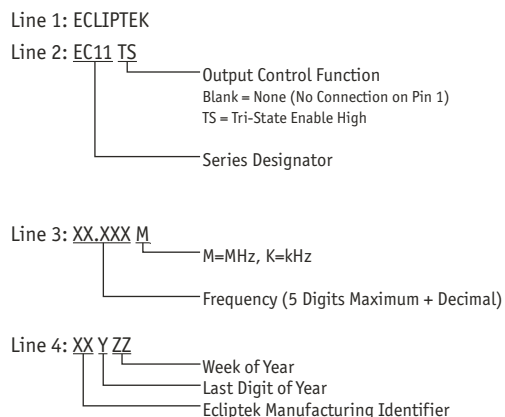 Line 1: ECLIPTEK
Line 2: EC11 TS
Output Control Function
Blank = None (No Connection on Pin 1)
TS = Tri-State Enable High
Series Designator
Line 3: XX.XXX M
M=MHz, K=kHz
Frequency (5 Digits Maximum + Decimal)
Line 4: XX Y ZZ
Week of Year
Last Digit of Year
Ecliptek Manufacturing Identifier